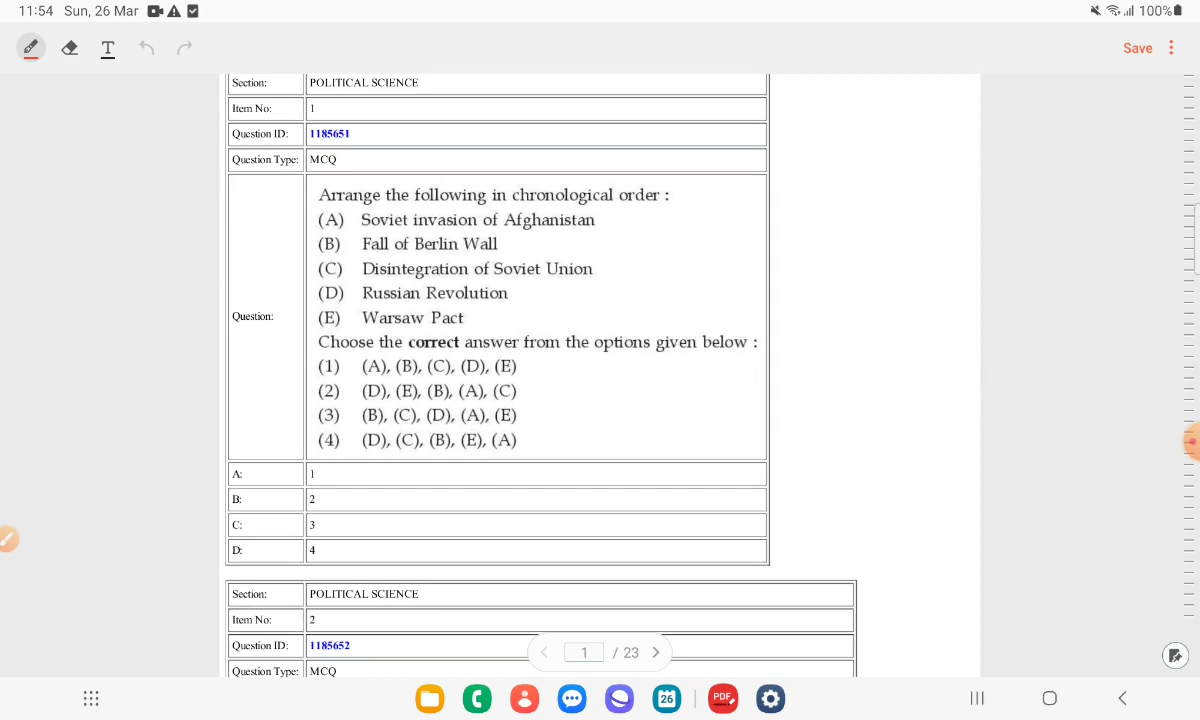 11:54 Sun, 26 Mar 100%
T Save
Section: POLITICAL SCIENCE
Item No: 1
Question ID: 1185651
Question Type: MCQ
Question:
Arrange the following in chronological order :
(A) Soviet invasion of Afghanistan
(B) Fall of Berlin Wall
(C) Disintegration of Soviet Union
(D) Russian Revolution
(E) Warsaw Pact
Choose the correct answer from the options given below :
(1) (A), (B), (C), (D), (E)
(2) (D), (E), (B), (A), (C)
(3) (B), (C), (D), (A), (E)
(4) (D), (C), (B), (E), (A)
A: 1
B: 2
C: 3
D: 4
Section: POLITICAL SCIENCE
Item No: 2
Question ID: 1185652
Question Type: MCQ
1 / 23
26 PDF